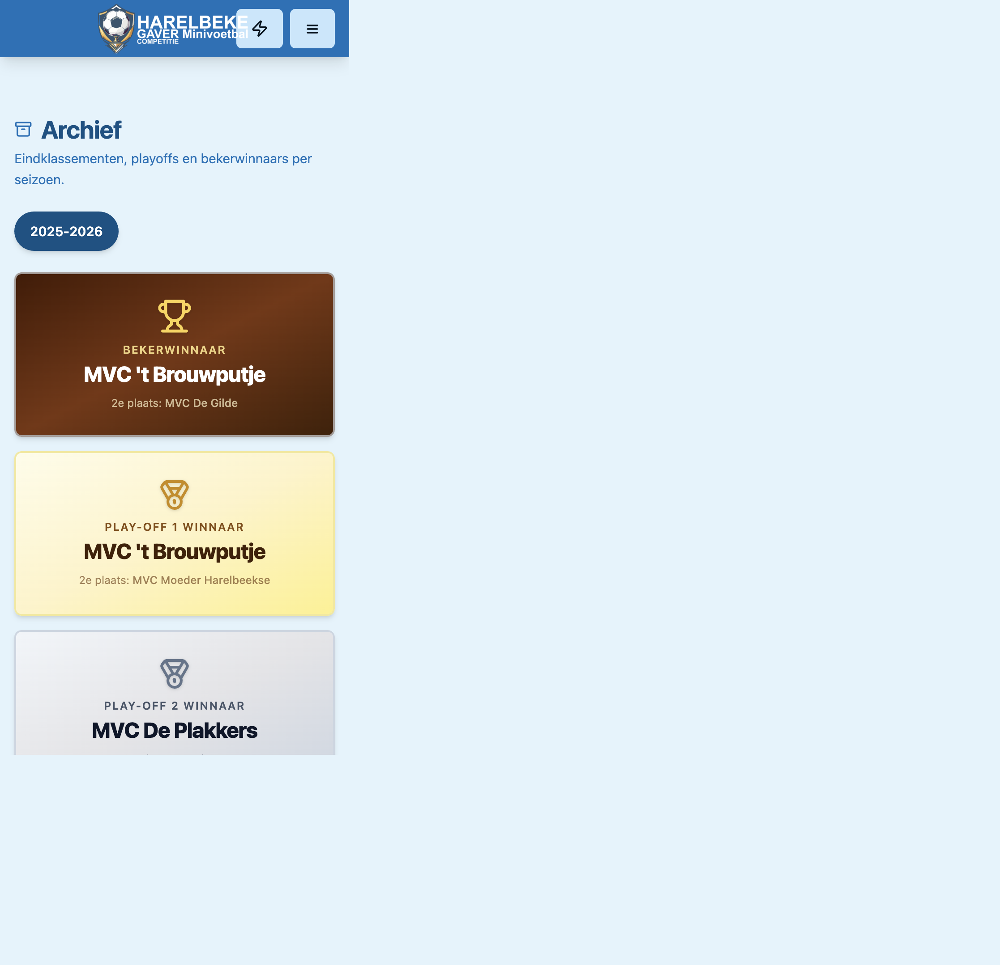 HARELBEKE
GAVER Minivoetbal
COMPETITIE
Archief
Eindklassementen, playoffs en bekerwinnaars per
seizoen.
2025-2026
BEKERWINNAAR
MVC 't Brouwputje
2e plaats: MVC De Gilde
PLAY-OFF 1 WINNAAR
MVC 't Brouwputje
2e plaats: MVC Moeder Harelbeekse
PLAY-OFF 2 WINNAAR
MVC De Plakkers